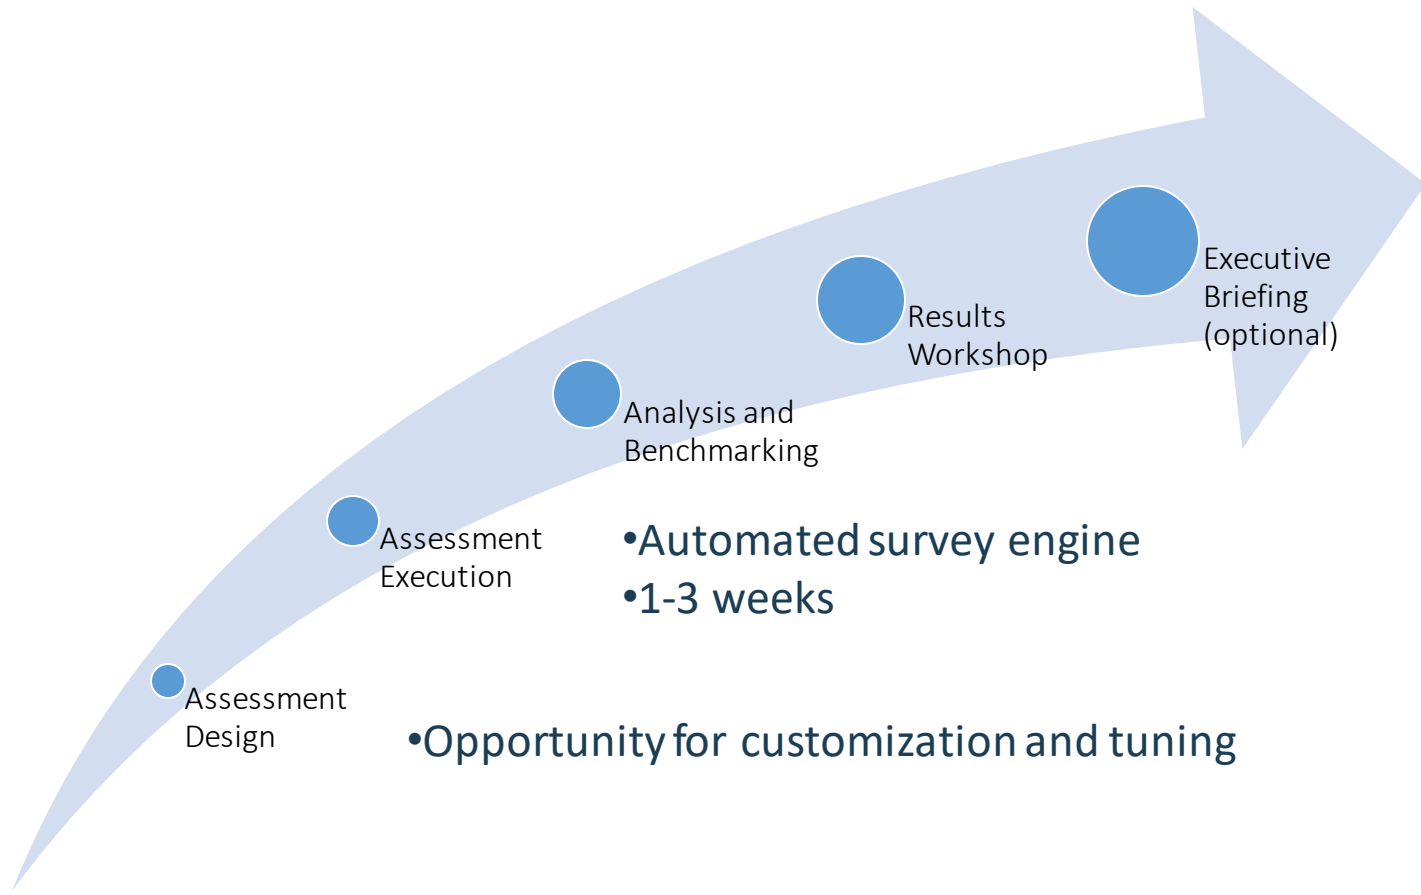 Executive
Briefing
(optional)
Results
Workshop
Analysis and
Benchmarking
Assessment
Execution
•Automated survey engine
•1-3 weeks
Assessment
Design
•Opportunity for customization and tuning